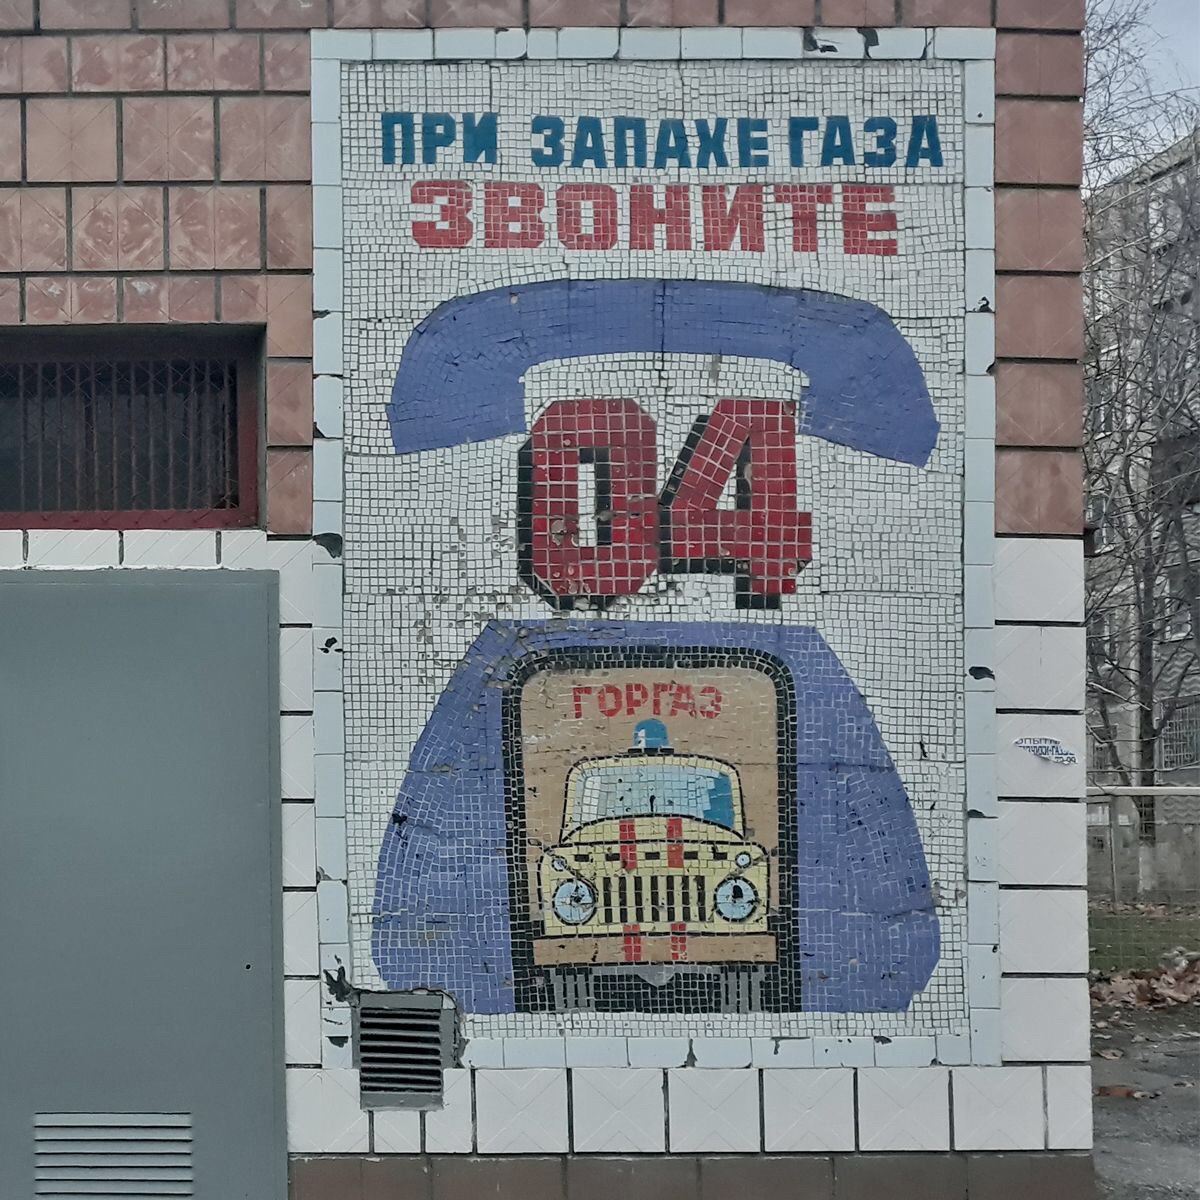 ПРИ ЗАПАХЕ ГАЗА
ЗВОНИТЕ
04
ГОРГАЗ